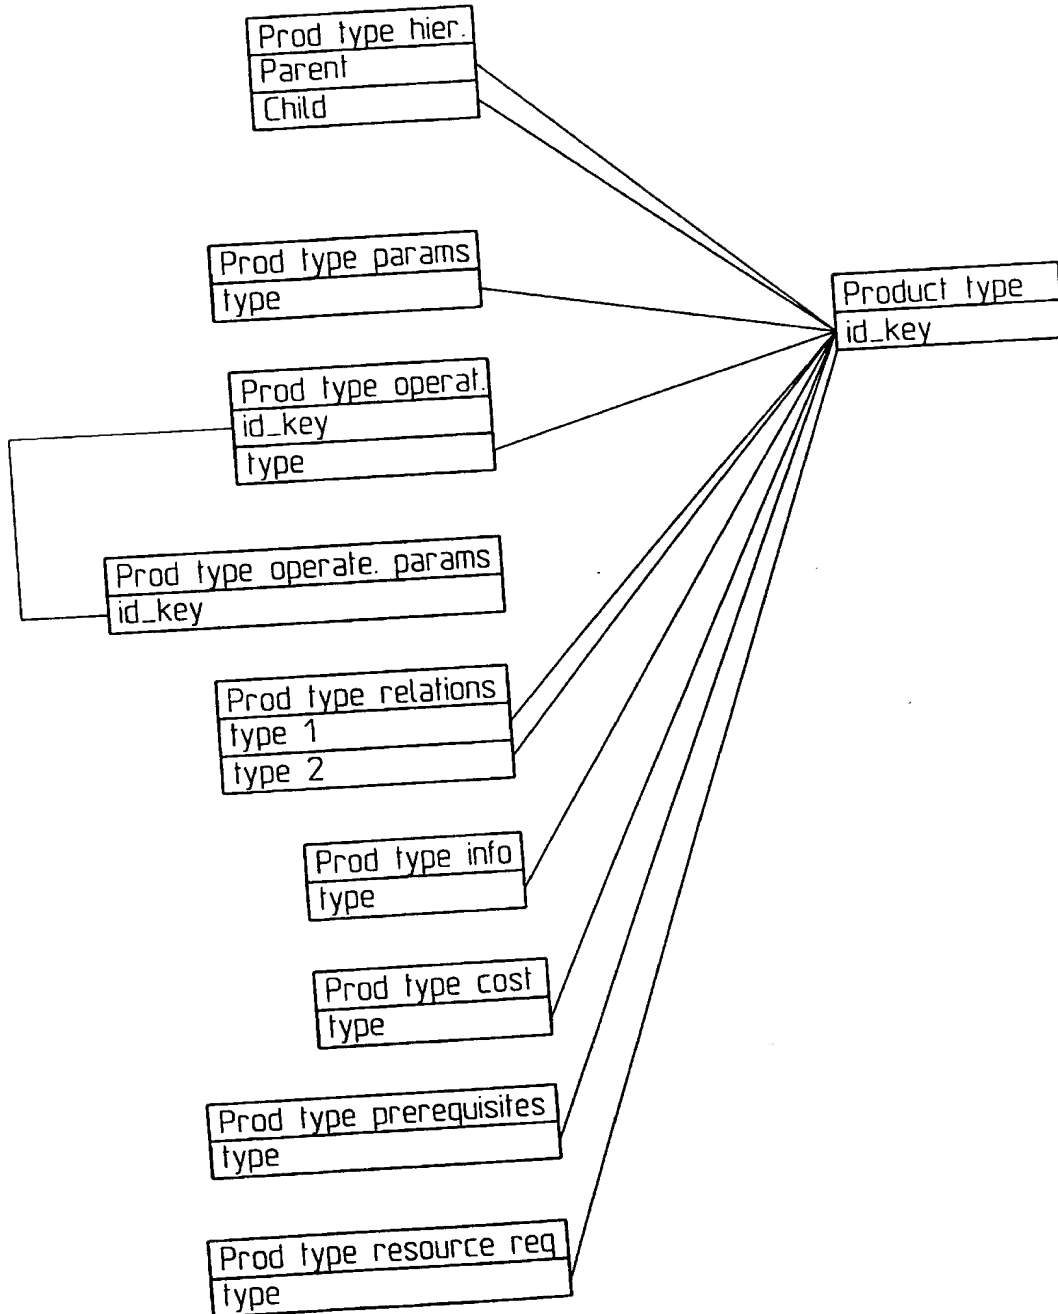 Prod type hier.
Parent
Child
Prod type params
type
Product type
id_key
Prod type operat.
id_key
type
Prod type operate. params
id_key
Prod type relations
type 1
type 2
Prod type info
type
Prod type cost
type
Prod type prerequisites
type
Prod type resource req
type